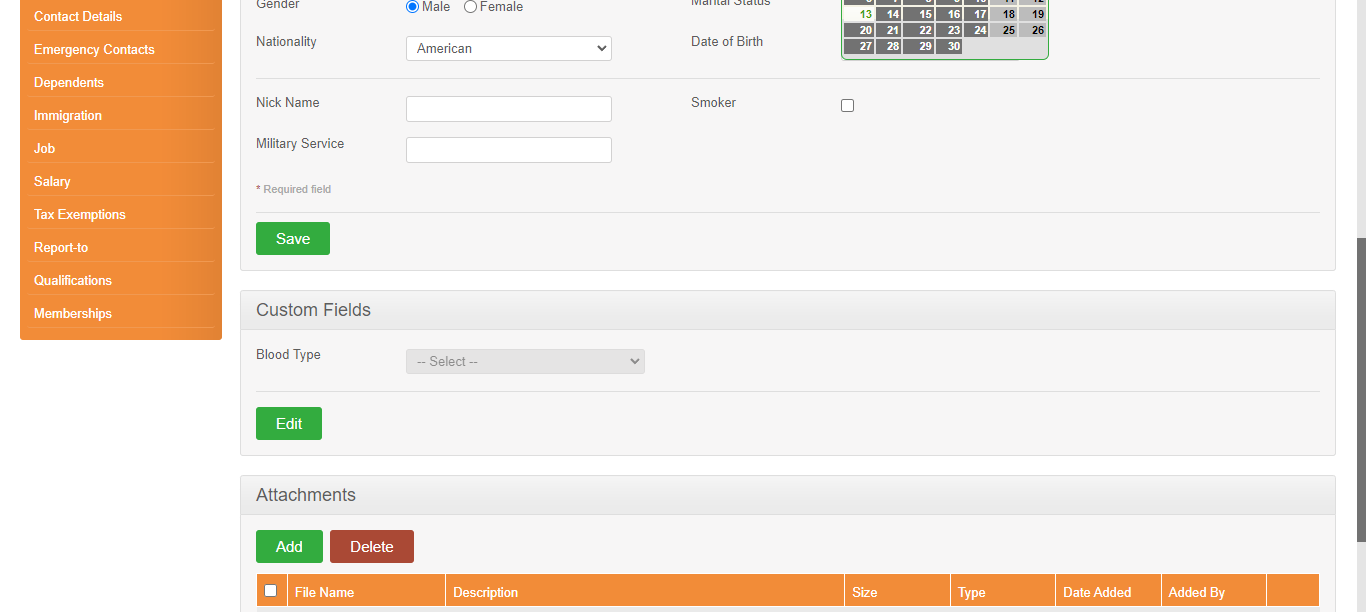 Contact Details
Emergency Contacts
Dependents
Immigration
Job
Salary
Tax Exemptions
Report-to
Qualifications
Memberships
Gender Male Female Marital Status
13 14 15 16 17 18 19
Nationality American Date of Birth
20 21 22 23 24 25 26
27 28 29 30
Nick Name Smoker
Military Service
* Required field
Save
Custom Fields
Blood Type -- Select --
Edit
Attachments
Add Delete
File Name Description Size Type Date Added Added By